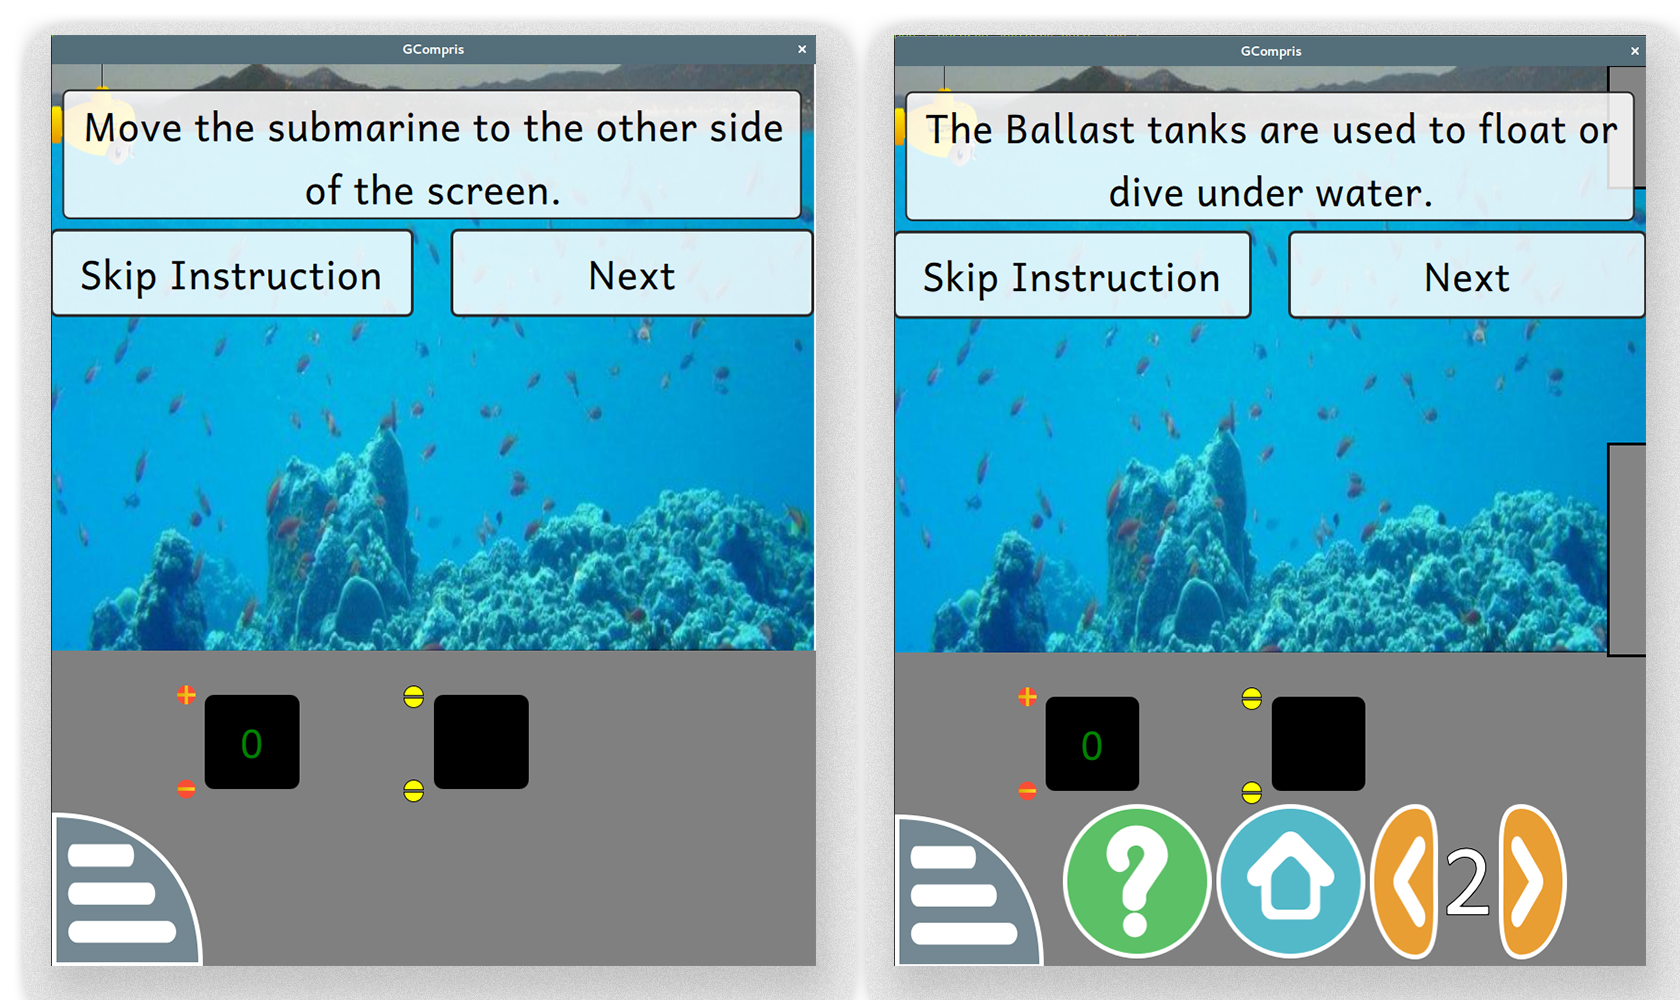 GCompris
Move the submarine to the other side
of the screen.
Skip Instruction
Next
0
GCompris
The Ballast tanks are used to float or
dive under water.
Skip Instruction
Next
0
2